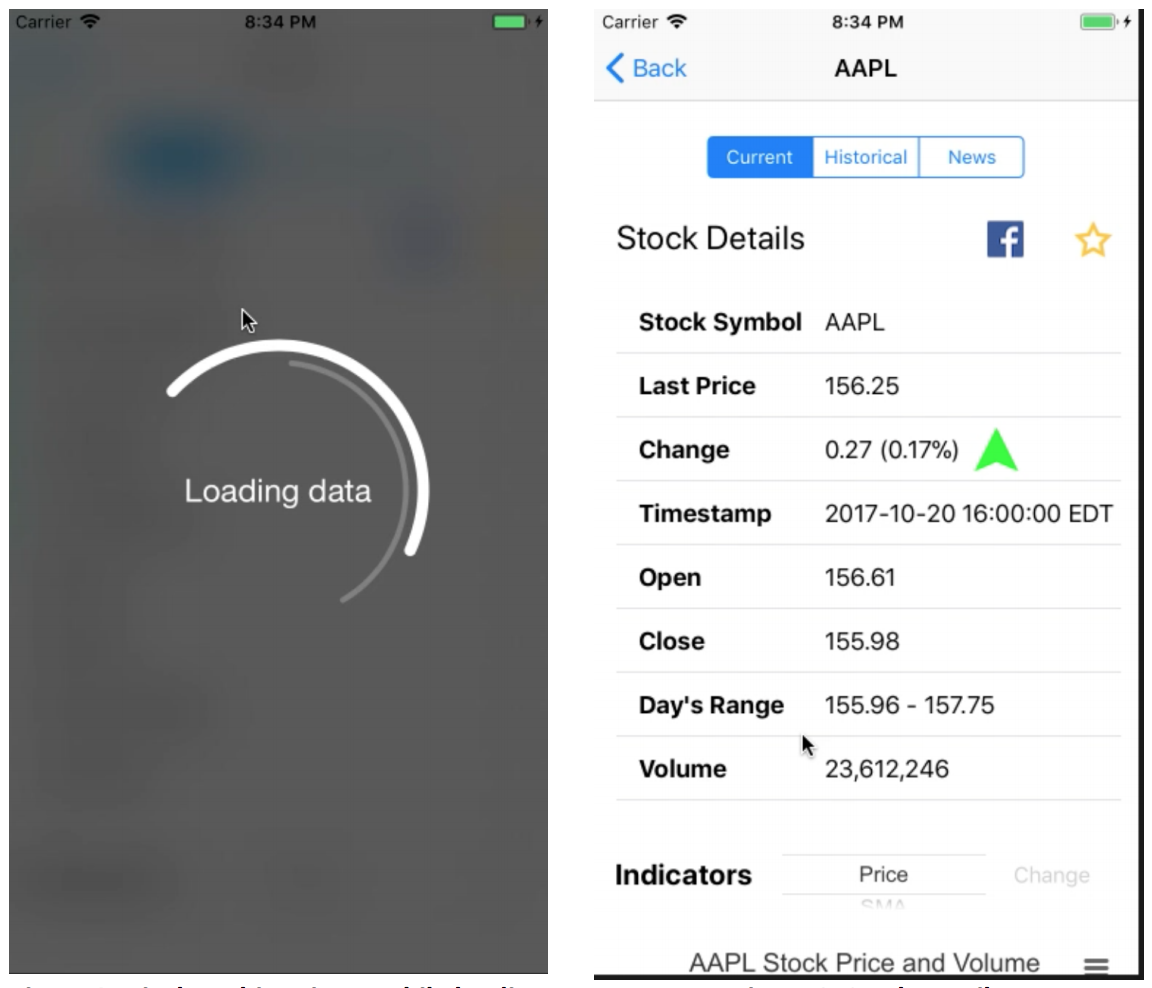 Carrier 8:34 PM
Loading data
Carrier 8:34 PM
Back AAPL
Current Historical News
Stock Details
Stock Symbol AAPL
Last Price 156.25
Change 0.27 (0.17%)
Timestamp 2017-10-20 16:00:00 EDT
Open 156.61
Close 155.98
Day's Range 155.96 - 157.75
Volume 23,612,246
Indicators Price Change
SMA
AAPL Stock Price and Volume